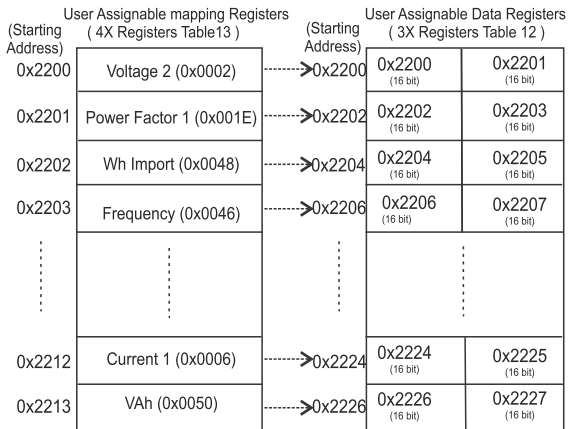 User Assignable mapping Registers
( 4X Registers Table13 )
User Assignable Data Registers
( 3X Registers Table 12 )
(Starting
Address)
(Starting
Address)
0x2200 Voltage 2 (0x0002) 0x2200 0x2200 (16 bit) 0x2201 (16 bit)
0x2201 Power Factor 1 (0x001E) 0x2202 0x2202 (16 bit) 0x2203 (16 bit)
0x2202 Wh Import (0x0048) 0x2204 0x2204 (16 bit) 0x2205 (16 bit)
0x2203 Frequency (0x0046) 0x2206 0x2206 (16 bit) 0x2207 (16 bit)
0x2212 Current 1 (0x0006) 0x2224 0x2224 (16 bit) 0x2225 (16 bit)
0x2213 VAh (0x0050) 0x2226 0x2226 (16 bit) 0x2227 (16 bit)